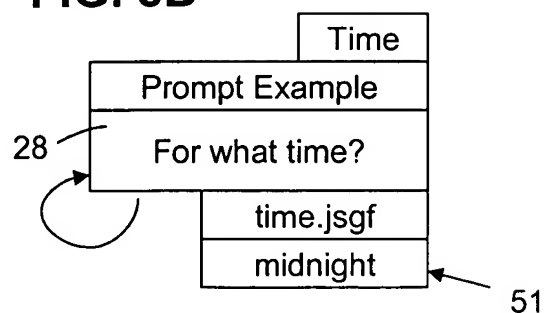 Time
Prompt Example
28
For what time?
time.jsgf
midnight
51